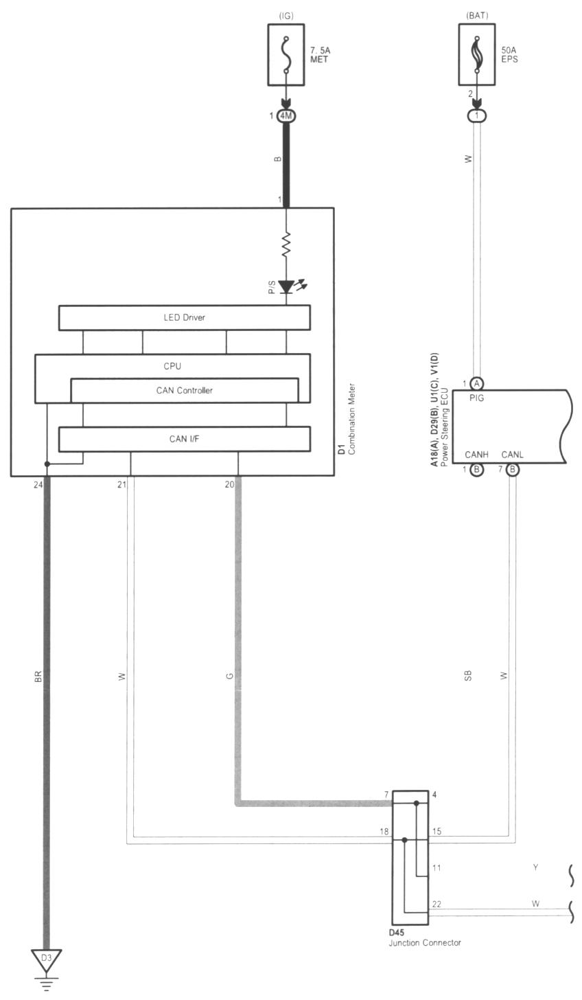 (IG)
7. 5A
MET
1
4M
B
1
(BAT)
50A
EPS
2
1
W
P/S
LED Driver
CPU
CAN Controller
CAN I/F
D1
Combination Meter
A18(A), D29(B), U1(C), V1(D)
Power Steering ECU
1
A
PIG
CANH
CANL
1
B
7
B
24
21
20
BR
W
G
SB
W
7
4
18
15
11
Y
22
W
D45
Junction Connector
D3